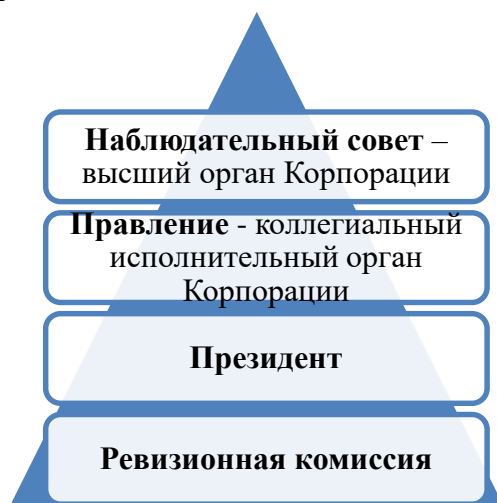 Наблюдательный совет –
высший орган Корпорации
Правление - коллегиальный
исполнительный орган
Корпорации
Президент
Ревизионная комиссия